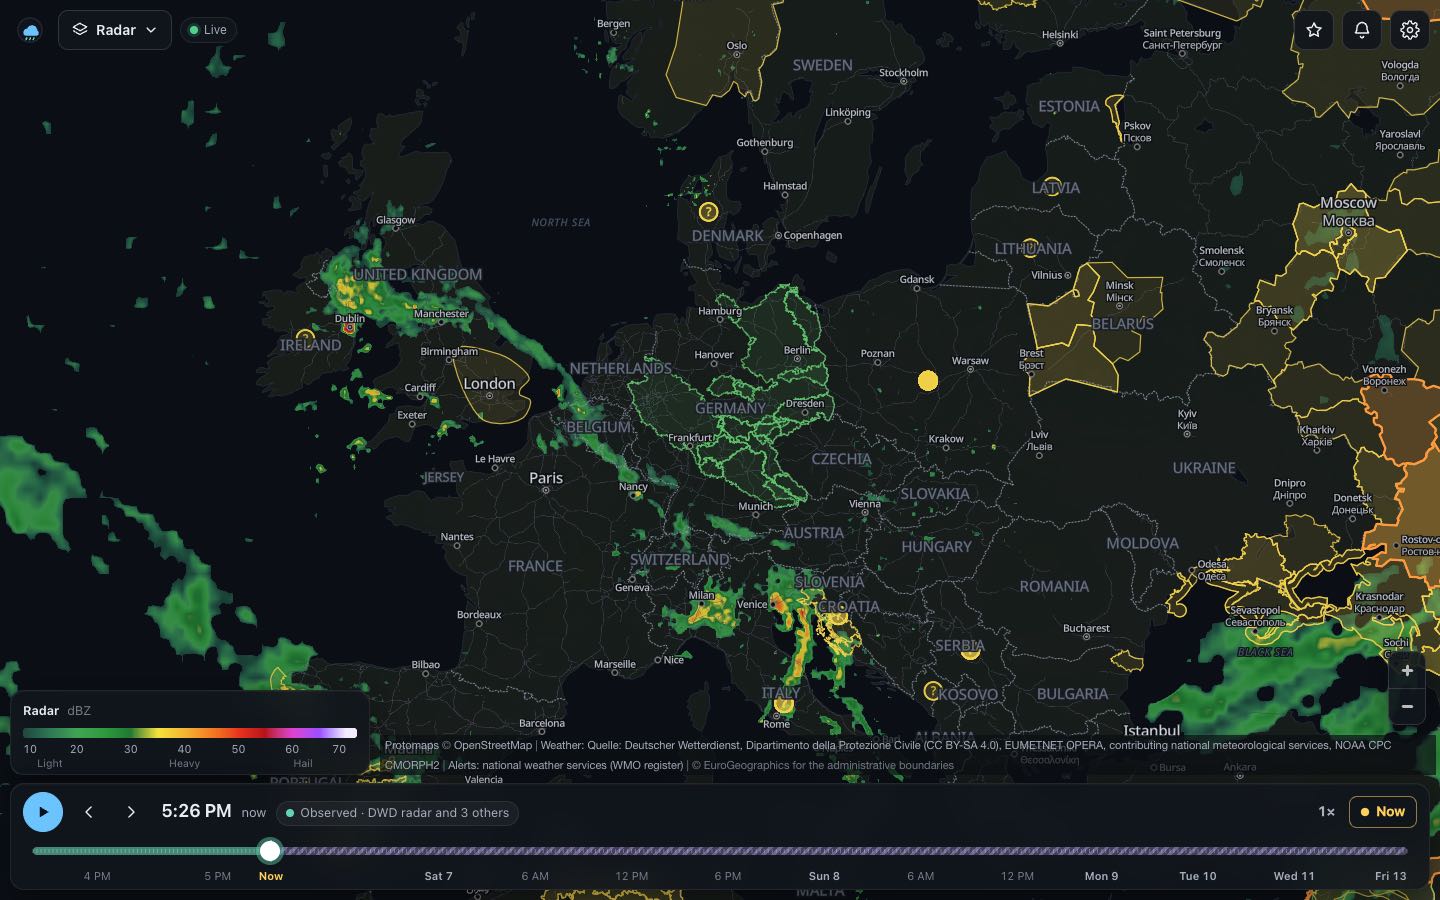 Radar
Live
Bergen
Oslo
SWEDEN
Stockholm
Helsinki
Saint Petersburg
Санкт-Петербург
Vologda
Вологда
Linköping
ESTONIA
Pskov
Псков
Yaroslavl
Ярославль
Gothenburg
Halmstad
LATVIA
Glasgow
NORTH SEA
DENMARK
Copenhagen
Moscow
Москва
LITHUANIA
Smolensk
Смоленск
UNITED KINGDOM
Vilnius
Gdansk
Minsk
Мінск
Hamburg
Dublin
Manchester
BELARUS
Bryansk
Брянск
IRELAND
Birmingham
Hanover
Berlin
Poznan
Warsaw
Brest
Брэст
NETHERLANDS
Voronezh
Воронеж
London
Cardiff
Exeter
GERMANY
Dresden
Kyiv
Київ
BELGIUM
Frankfurt
Krakow
Lviv
Львів
Kharkiv
Харків
Le Havre
CZECHIA
UKRAINE
JERSEY
Paris
Nancy
SLOVAKIA
Dnipro
Дніпро
Donetsk
Донецьк
Munich
Vienna
Nantes
AUSTRIA
HUNGARY
MOLDOVA
Rostov-o
Ростов-н
FRANCE
SWITZERLAND
Odesa
Одеса
Geneva
SLOVENIA
ROMANIA
Milan
Venice
CROATIA
Krasnodar
Краснодар
Bordeaux
Sevastopol
Севастополь
Bucharest
Sochi
SERBIA
BLACK SEA
Bilbao
Marseille
Nice
ITALY
KOSOVO
BULGARIA
Rome
Barcelona
Istanbul
ALBANIA
Θεσσαλονίκη
Bursa
Ankara
PORTUGAL
Valencia
MALTA
Radar dBZ
10 20 30 40 50 60 70
Light Heavy Hail
Protomaps © OpenStreetMap | Weather: Quelle: Deutscher Wetterdienst, Dipartimento della Protezione Civile (CC BY-SA 4.0), EUMETNET OPERA, contributing national meteorological services, NOAA CPC
CMORPH2 | Alerts: national weather services (WMO register) | © EuroGeographics for the administrative boundaries
5:26 PM now Observed · DWD radar and 3 others 1× Now
4 PM 5 PM Now Sat 7 6 AM 12 PM 6 PM Sun 8 6 AM 12 PM Mon 9 Tue 10 Wed 11 Fri 13